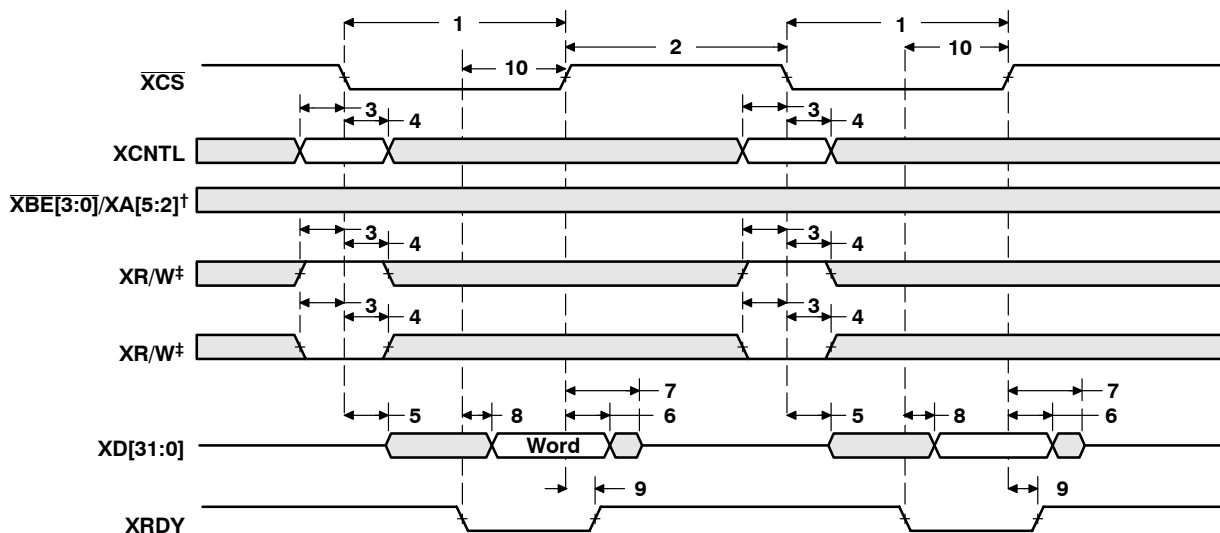 1 1
10 2 10
XCS
3 3
4 4
XCNTL
XBE[3:0]/XA[5:2]†
3 3
4 4
XR/W‡
3 3
4 4
XR/W‡
7 7
5 8 6 5 8 6
XD[31:0] Word
9 9
XRDY